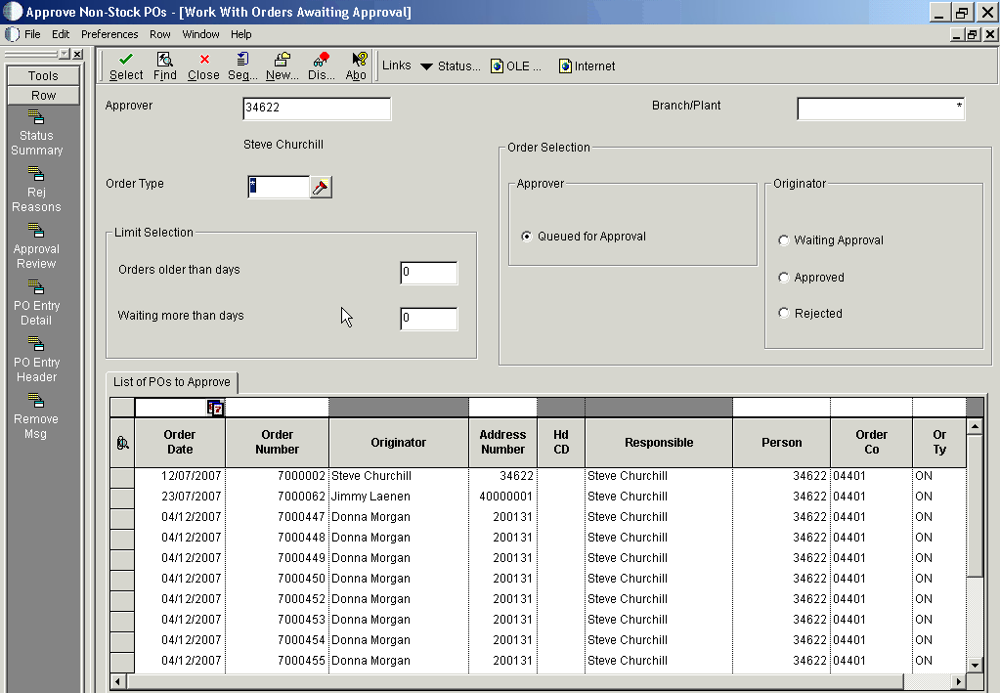 Approve Non-Stock POs - [Work With Orders Awaiting Approval]
File Edit Preferences Row Window Help
Tools
Row
Status Summary
Rej Reasons
Approval Review
PO Entry Detail
PO Entry Header
Remove Msg
Select Find Close Seq... New... Dis... Abo Links Status... OLE ... Internet
Approver 34622 Branch/Plant *
Steve Churchill
Order Type *
Limit Selection
Orders older than days 0
Waiting more than days 0
Order Selection
Approver
Queued for Approval
Originator
Waiting Approval
Approved
Rejected
List of POs to Approve
Order Date Order Number Originator Address Number Hd CD Responsible Person Order Co Or Ty
12/07/2007 7000002 Steve Churchill 34622 Steve Churchill 34622 04401 ON
23/07/2007 7000062 Jimmy Laenen 40000001 Steve Churchill 34622 04401 ON
04/12/2007 7000447 Donna Morgan 200131 Steve Churchill 34622 04401 ON
04/12/2007 7000448 Donna Morgan 200131 Steve Churchill 34622 04401 ON
04/12/2007 7000449 Donna Morgan 200131 Steve Churchill 34622 04401 ON
04/12/2007 7000450 Donna Morgan 200131 Steve Churchill 34622 04401 ON
04/12/2007 7000452 Donna Morgan 200131 Steve Churchill 34622 04401 ON
04/12/2007 7000453 Donna Morgan 200131 Steve Churchill 34622 04401 ON
04/12/2007 7000454 Donna Morgan 200131 Steve Churchill 34622 04401 ON
04/12/2007 7000455 Donna Morgan 200131 Steve Churchill 34622 04401 ON